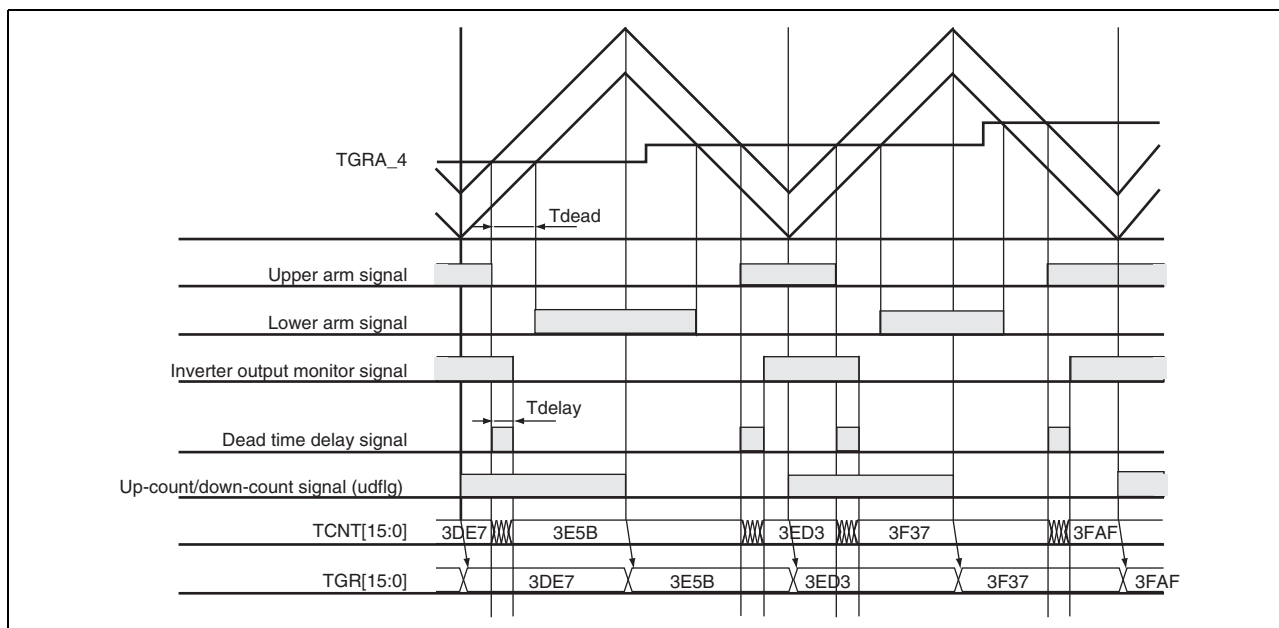 TGRA_4
Tdead
Upper arm signal
Lower arm signal
Inverter output monitor signal
Tdelay
Dead time delay signal
Up-count/down-count signal (udflg)
TCNT[15:0] 3DE7 3E5B 3ED3 3F37 3FAF
TGR[15:0] 3DE7 3E5B 3ED3 3F37 3FAF